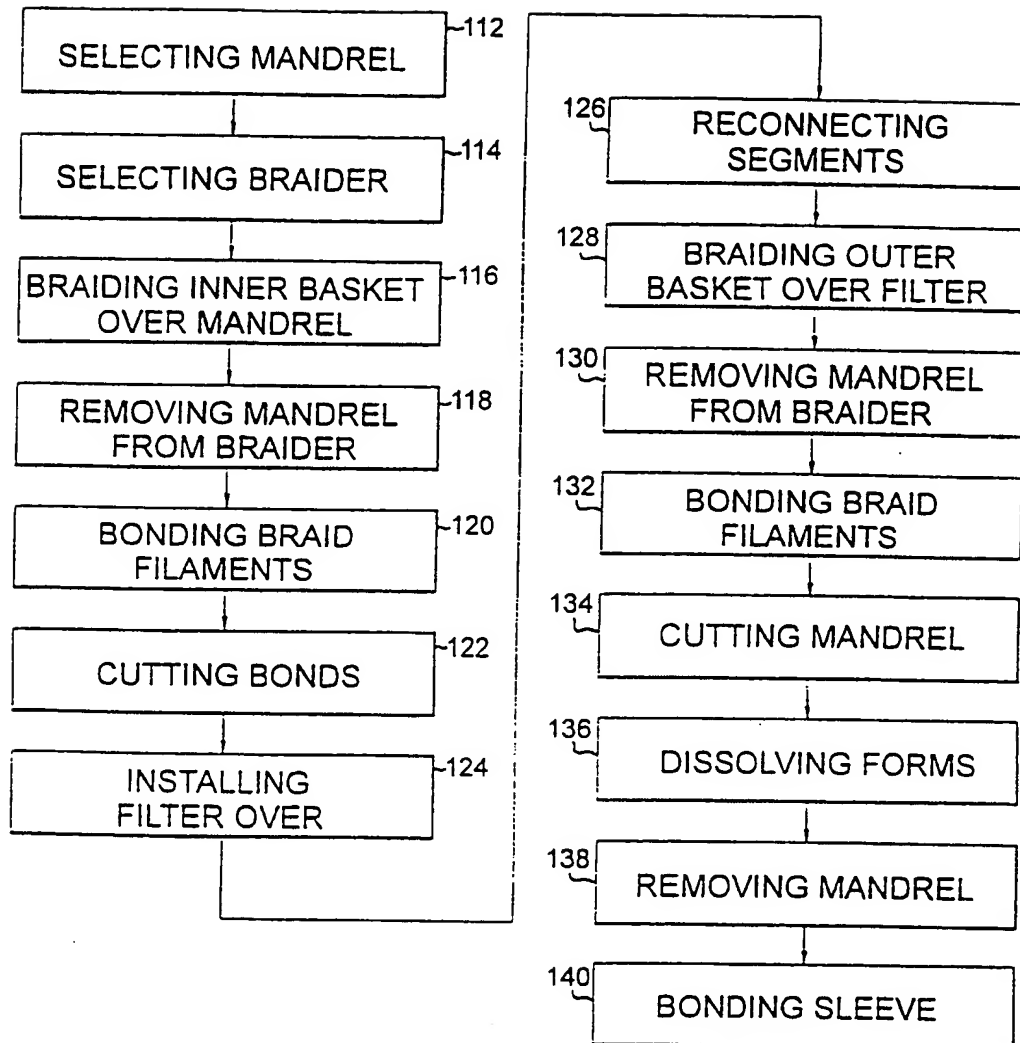 112
SELECTING MANDREL
114
SELECTING BRAIDER
116
BRAIDING INNER BASKET
OVER MANDREL
118
REMOVING MANDREL
FROM BRAIDER
120
BONDING BRAID
FILAMENTS
122
CUTTING BONDS
124
INSTALLING
FILTER OVER
126
RECONNECTING
SEGMENTS
128
BRAIDING OUTER
BASKET OVER FILTER
130
REMOVING MANDREL
FROM BRAIDER
132
BONDING BRAID
FILAMENTS
134
CUTTING MANDREL
136
DISSOLVING FORMS
138
REMOVING MANDREL
140
BONDING SLEEVE